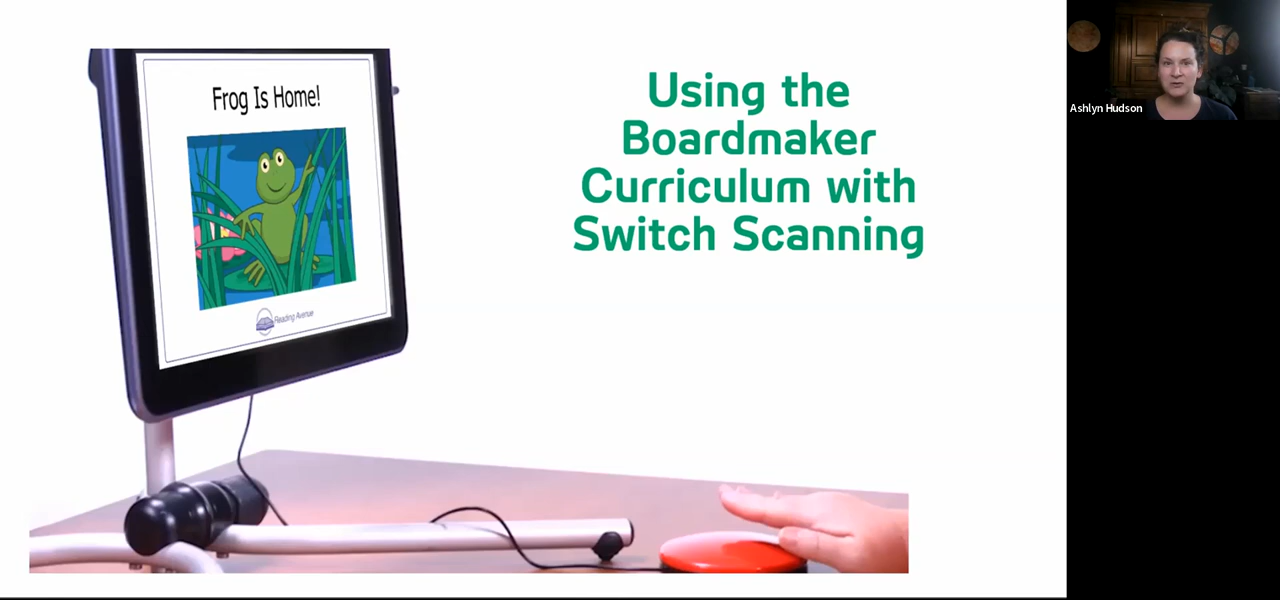 Frog Is Home!
Reading Avenue
Using the
Boardmaker
Curriculum with
Switch Scanning
Ashlyn Hudson